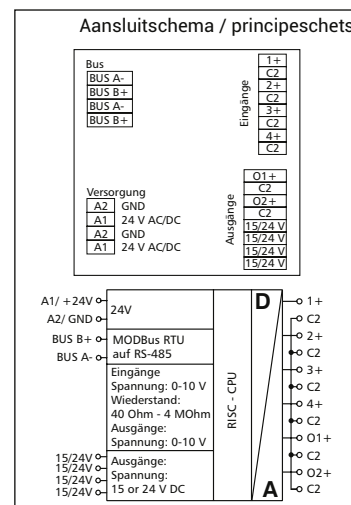 Aansluitschema / principeschets
Bus
BUS A-
BUS B+
BUS A-
BUS B+
Eingänge
1+
C2
2+
C2
3+
C2
4+
C2
Versorgung
A2 GND
A1 24 V AC/DC
A2 GND
A1 24 V AC/DC
Ausgänge
O1+
C2
O2+
C2
15/24 V
15/24 V
15/24 V
15/24 V
A1/ +24V
A2/ GND
BUS B+
BUS A-
15/24V
15/24V
15/24V
15/24V
24V
MODBus RTU
auf RS-485
Eingänge
Spannung: 0-10 V
Wiederstand:
40 Ohm - 4 MOhm
Ausgänge:
Spannung: 0-10 V
Ausgänge:
Spannung:
15 or 24 V DC
RISC - CPU
D
A
1+
C2
2+
C2
3+
C2
4+
C2
O1+
C2
O2+
C2